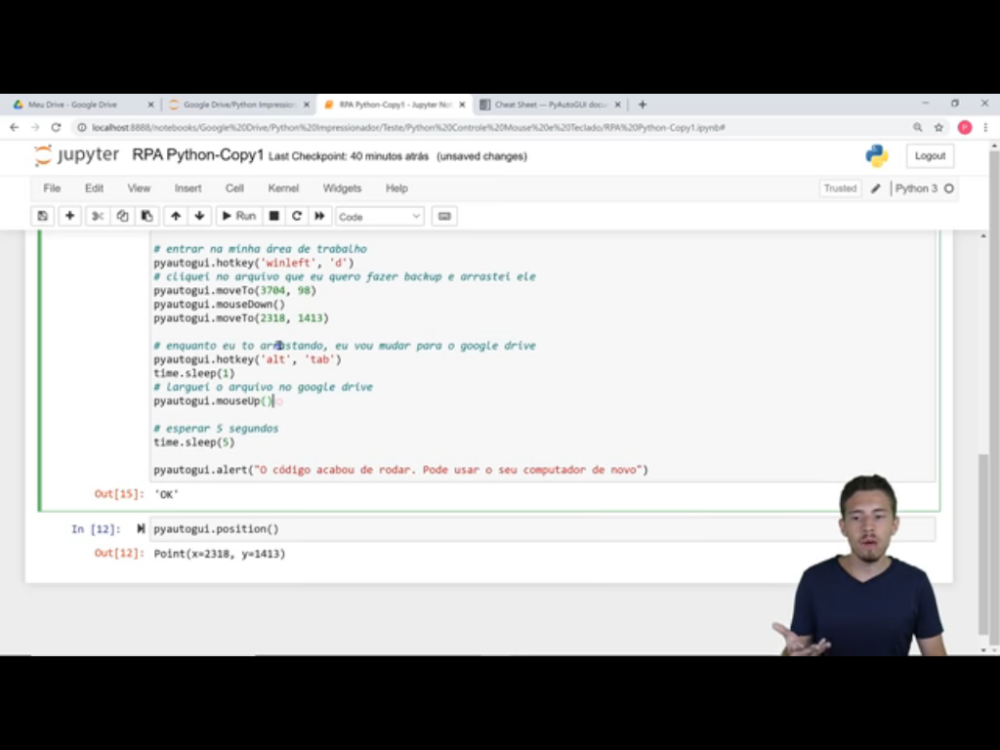 Meu Drive - Google Drive
Google Drive/Python Impression
RPA Python-Copy1 - Jupyter No
Cheat Sheet — PyAutoGUI docu
localhost:8888/notebooks/Google%20Drive/Python%20Impressionador/Teste/Python%20Controle%20Mouse%20e%20Teclado/RPA%20Python-Copy1.ipynb#
P
jupyter RPA Python-Copy1 Last Checkpoint: 40 minutos atrás (unsaved changes)
Logout
File Edit View Insert Cell Kernel Widgets Help
Trusted Python 3
Run Code
# entrar na minha área de trabalho
pyautogui.hotkey('winleft', 'd')
# cliquei no arquivo que eu quero fazer backup e arrastei ele
pyautogui.moveTo(3704, 98)
pyautogui.mouseDown()
pyautogui.moveTo(2318, 1413)
# enquanto eu to arrastando, eu vou mudar para o google drive
pyautogui.hotkey('alt', 'tab')
time.sleep(1)
# larguei o arquivo no google drive
pyautogui.mouseUp()
# esperar 5 segundos
time.sleep(5)
pyautogui.alert("O código acabou de rodar. Pode usar o seu computador de novo")
Out[15]: 'OK'
In [12]: pyautogui.position()
Out[12]: Point(x=2318, y=1413)